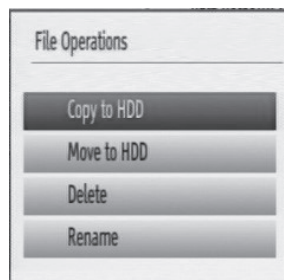 File Operations
Copy to HDD
Move to HDD
Delete
Rename